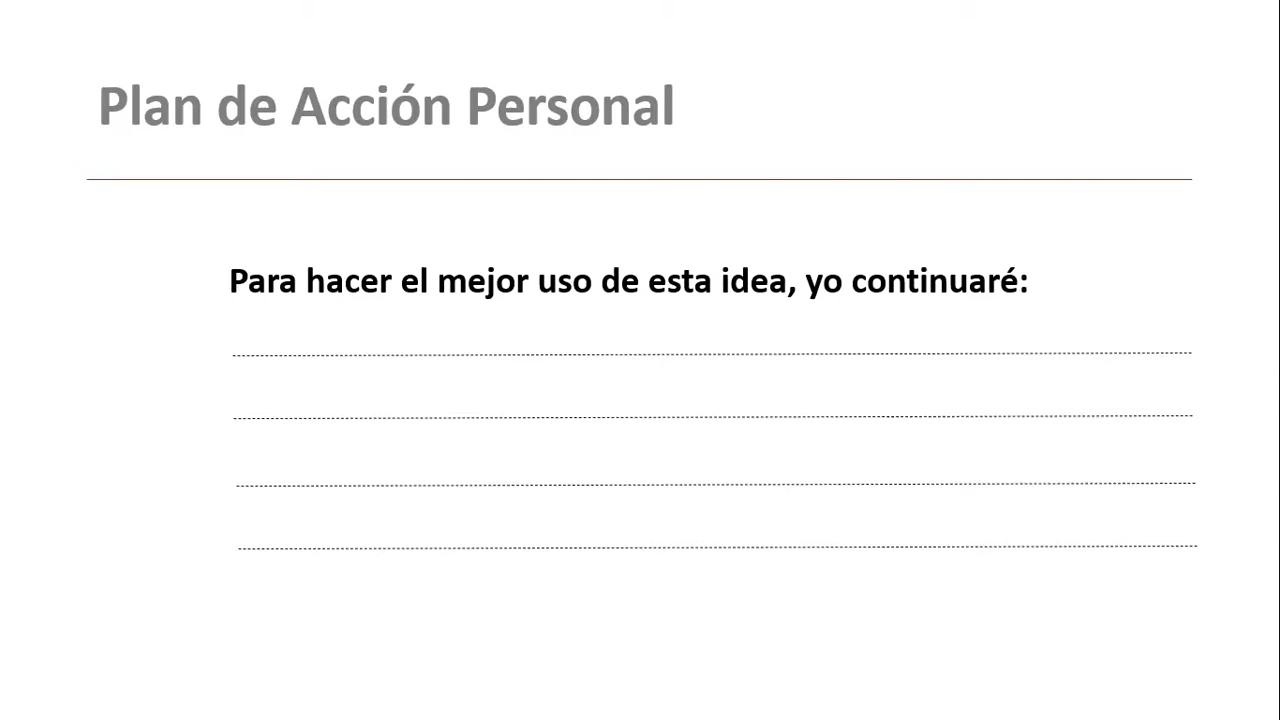 Plan de Acción Personal
Para hacer el mejor uso de esta idea, yo continuaré: